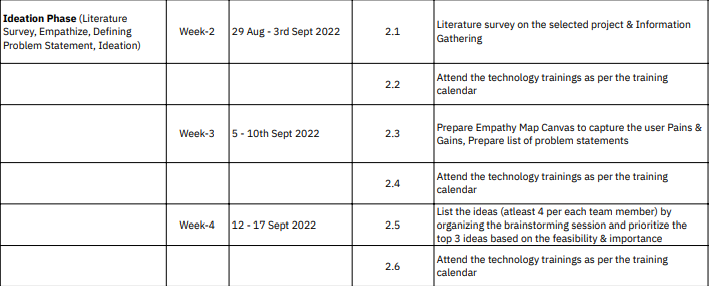 Ideation Phase (Literature
Survey, Empathize, Defining
Problem Statement, Ideation)
Week-2
29 Aug - 3rd Sept 2022
2.1
Literature survey on the selected project & Information
Gathering
2.2
Attend the technology trainings as per the training
calendar
Week-3
5 - 10th Sept 2022
2.3
Prepare Empathy Map Canvas to capture the user Pains &
Gains, Prepare list of problem statements
2.4
Attend the technology trainings as per the training
calendar
Week-4
12 - 17 Sept 2022
2.5
List the ideas (atleast 4 per each team member) by
organizing the brainstorming session and prioritize the
top 3 ideas based on the feasibility & importance
2.6
Attend the technology trainings as per the training
calendar